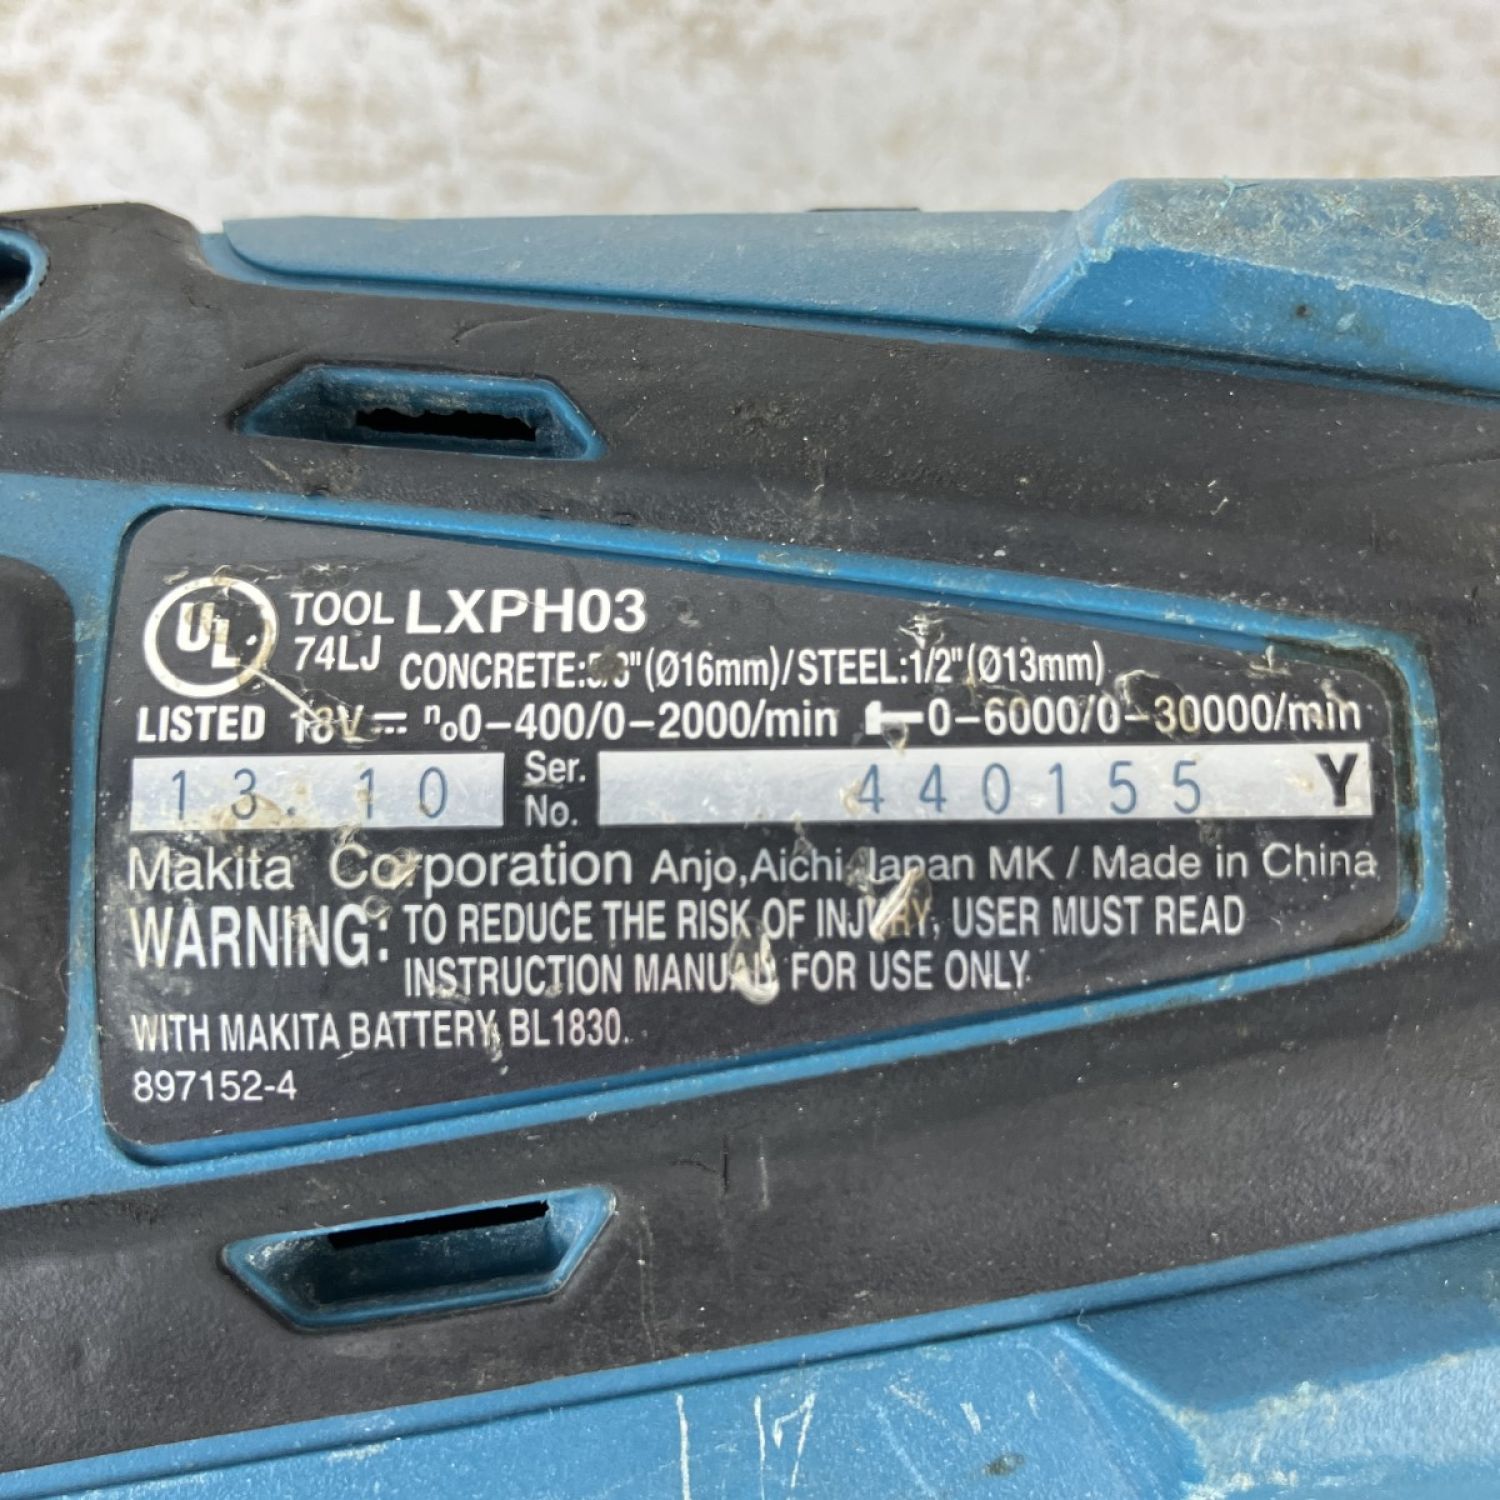 UL TOOL LXPH03
74LJ CONCRETE:5/8"(Ø16mm)/STEEL:1/2"(Ø13mm)
LISTED 18V⎓ n₀0-400/0-2000/min 0-6000/0-30000/min
13.10 Ser. No. 440155 Y
Makita Corporation Anjo,Aichi Japan MK / Made in China
WARNING: TO REDUCE THE RISK OF INJURY, USER MUST READ
INSTRUCTION MANUAL FOR USE ONLY
WITH MAKITA BATTERY, BL1830.
897152-4